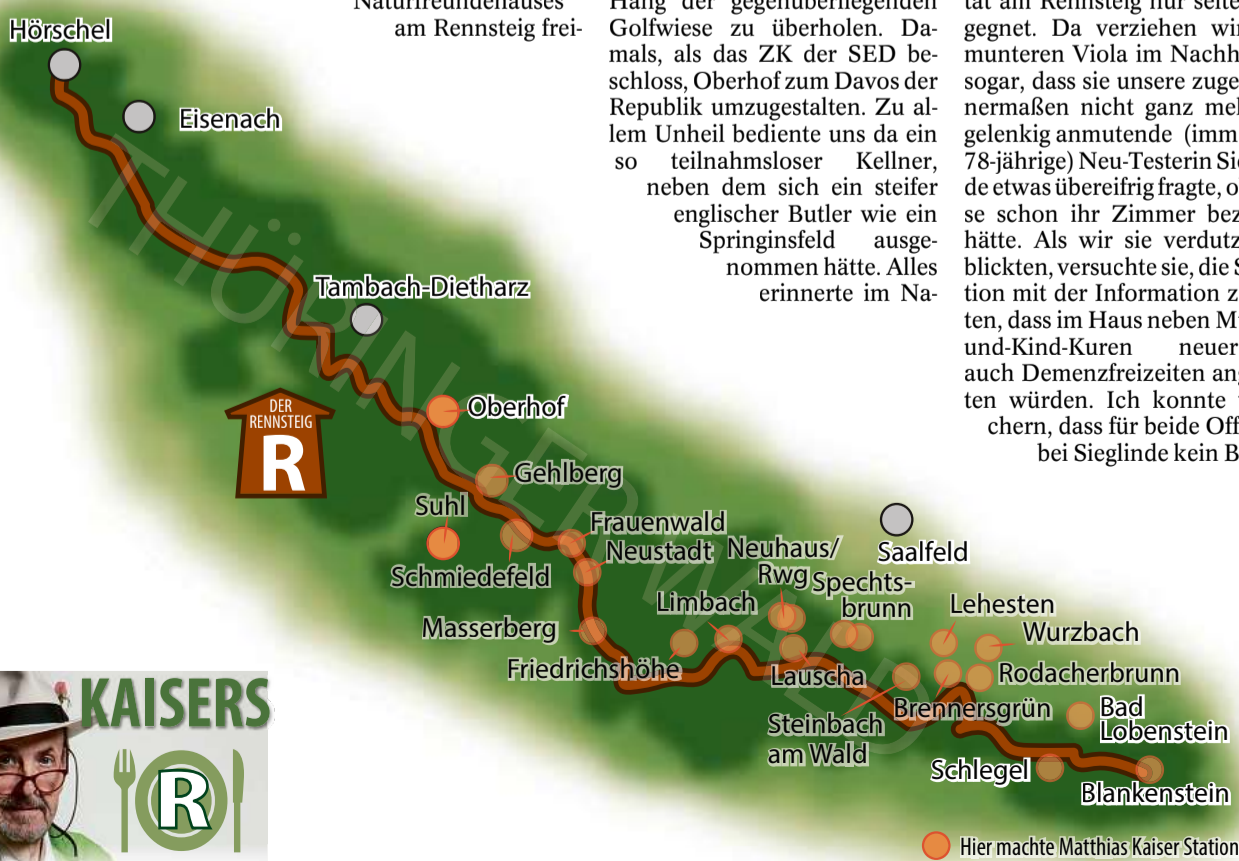 Naturfreundehauses
am Rennsteig frei-
Hang der gegenüberliegenden
Golfwiese zu überholen. Da-
mals, als das ZK der SED be-
schloss, Oberhof zum Davos der
Republik umzugestalten. Zu al-
lem Unheil bediente uns da ein
so teilnahmsloser Kellner,
neben dem sich ein steifer
englischer Butler wie ein
Springinsfeld ausge-
nommen hätte. Alles
erinnerte im Na-
tät am Rennsteig nur selte
gegnet. Da verziehen wir
munteren Viola im Nachh
sogar, dass sie unsere zuge
nermaßen nicht ganz meh
gelenkig anmutende (imm
78-jährige) Neu-Testerin Sie
de etwas übereifrig fragte, o
se schon ihr Zimmer bez
hätte. Als wir sie verdutz
blickten, versuchte sie, die S
tion mit der Information z
ten, dass im Haus neben Mu
und-Kind-Kuren neuer
auch Demenzfreizeiten ang
ten würden. Ich konnte
chern, dass für beide Off
bei Sieglinde kein B
Hörschel
Eisenach
THÜRINGER WALD
Tambach-Dietharz
DER
RENNSTEIG
R
Oberhof
Gehlberg
Suhl
Schmiedefeld
Frauenwald
Neustadt
Masserberg
Friedrichshöhe
Limbach
Neuhaus/
Rwg
Lauscha
Spechts-
brunn
Saalfeld
Steinbach
am Wald
Lehesten
Wurzbach
Rodacherbrunn
Brennersgrün
Bad
Lobenstein
Schlegel
Blankenstein
KAISERS
R
Hier machte Matthias Kaiser Station